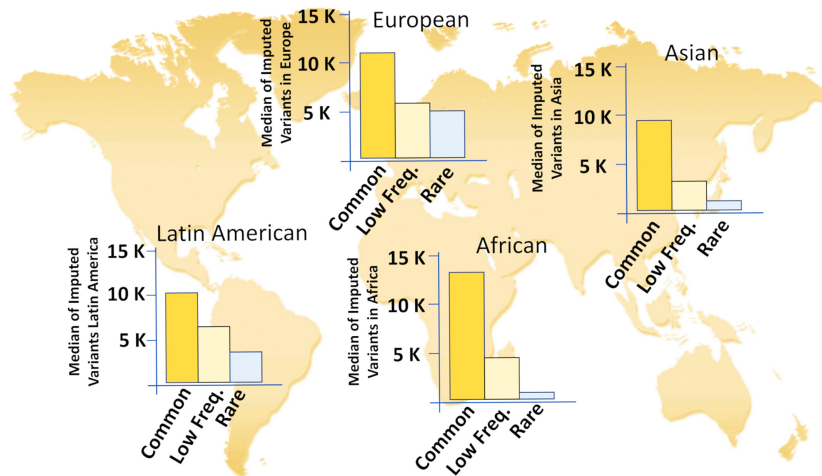 European
Median of Imputed
Variants in Europe
15 K
10 K
5 K
Common
Low Freq.
Rare
Asian
Median of Imputed
Variants in Asia
15 K
10 K
5 K
Common
Low Freq.
Rare
Latin American
Median of Imputed
Variants Latin America
15 K
10 K
5 K
Common
Low Freq.
Rare
African
Median of Imputed
Variants in Africa
15 K
10 K
5 K
Common
Low Freq.
Rare